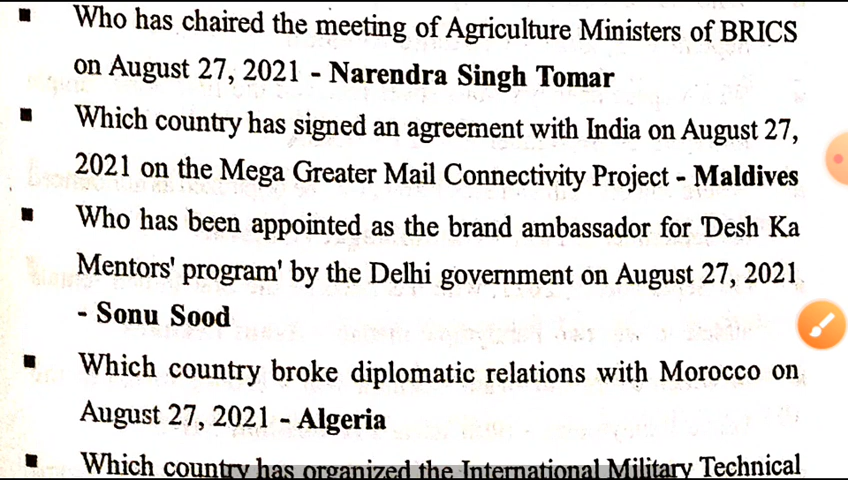 Who has chaired the meeting of Agriculture Ministers of BRICS
on August 27, 2021 - Narendra Singh Tomar
Which country has signed an agreement with India on August 27,
2021 on the Mega Greater Mail Connectivity Project - Maldives
Who has been appointed as the brand ambassador for 'Desh Ka
Mentors' program' by the Delhi government on August 27, 2021
- Sonu Sood
Which country broke diplomatic relations with Morocco on
August 27, 2021 - Algeria
Which country has organized the International Military Technical